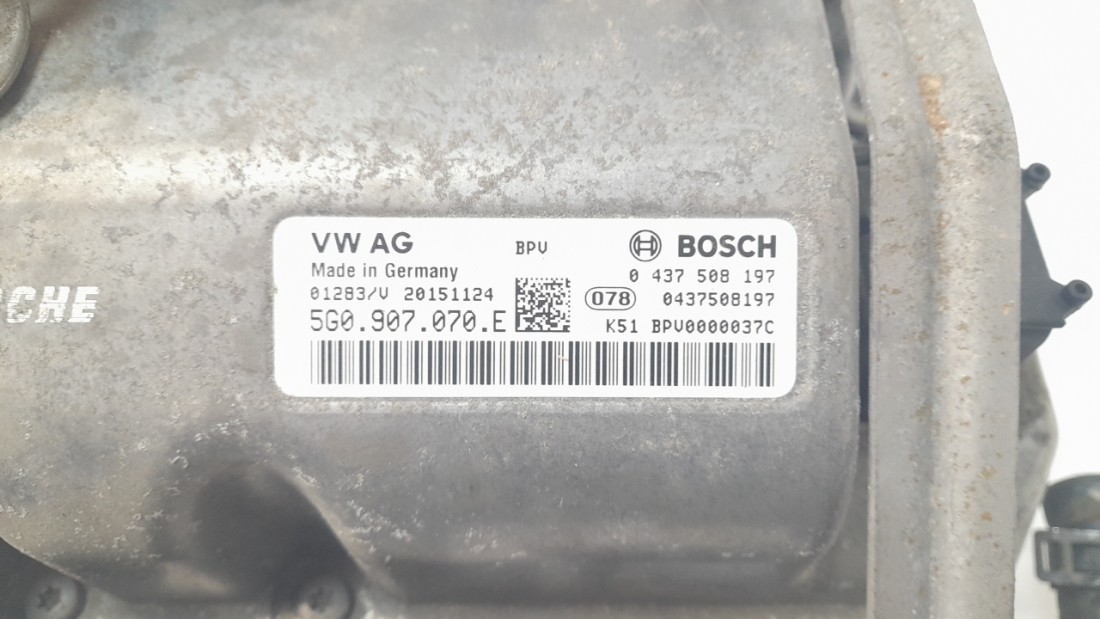 VW AG BPV BOSCH
Made in Germany 0 437 508 197
01283/V 20151124 078 0437508197
5G0.907.070.E K51 BPV0000037C
CHE